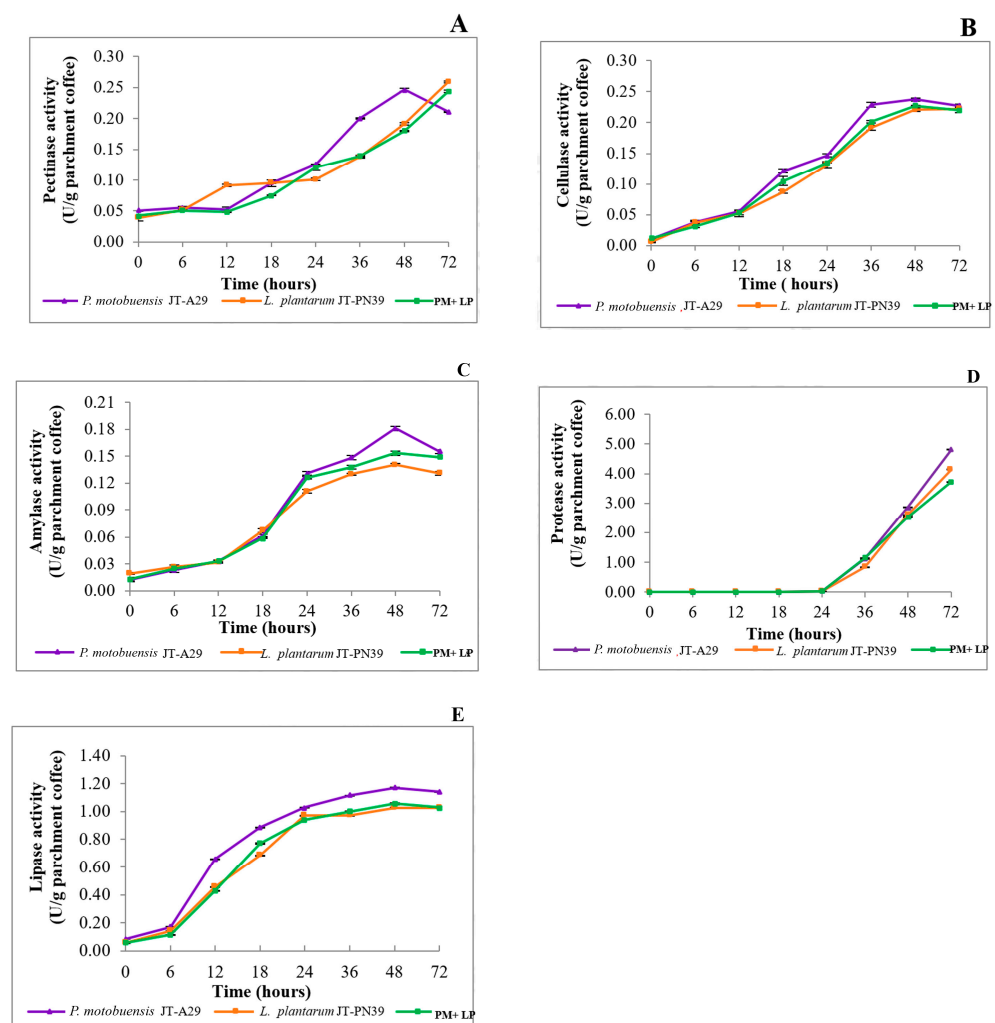 A
Pectinase activity
(U/g parchment coffee)
0.30
0.25
0.20
0.15
0.10
0.05
0.00
0 6 12 18 24 36 48 72
Time (hours)
P. motobuensis JT-A29 L. plantarum JT-PN39 PM+ LP
B
Cellulase activity
(U/g parchment coffee)
0.30
0.25
0.20
0.15
0.10
0.05
0.00
0 6 12 18 24 36 48 72
Time ( hours)
P. motobuensis .JT-A29 L. plantarum JT-PN39 PM+ LP
C
Amylase activity
(U/g parchment coffee)
0.21
0.18
0.15
0.12
0.09
0.06
0.03
0.00
0 6 12 18 24 36 48 72
Time (hours)
P. motobuensis JT-A29 L. plantarum JT-PN39 PM+ LP
D
Protease activity
(U/g parchment coffee)
6.00
5.00
4.00
3.00
2.00
1.00
0.00
0 6 12 18 24 36 48 72
Time (hours)
P. motobuensis .JT-A29 L. plantarum JT-PN39 PM+ LP
E
Lipase activity
(U/g parchment coffee)
1.40
1.20
1.00
0.80
0.60
0.40
0.20
0.00
0 6 12 18 24 36 48 72
Time (hours)
P. motobuensis JT-A29 L. plantarum JT-PN39 PM+ LP